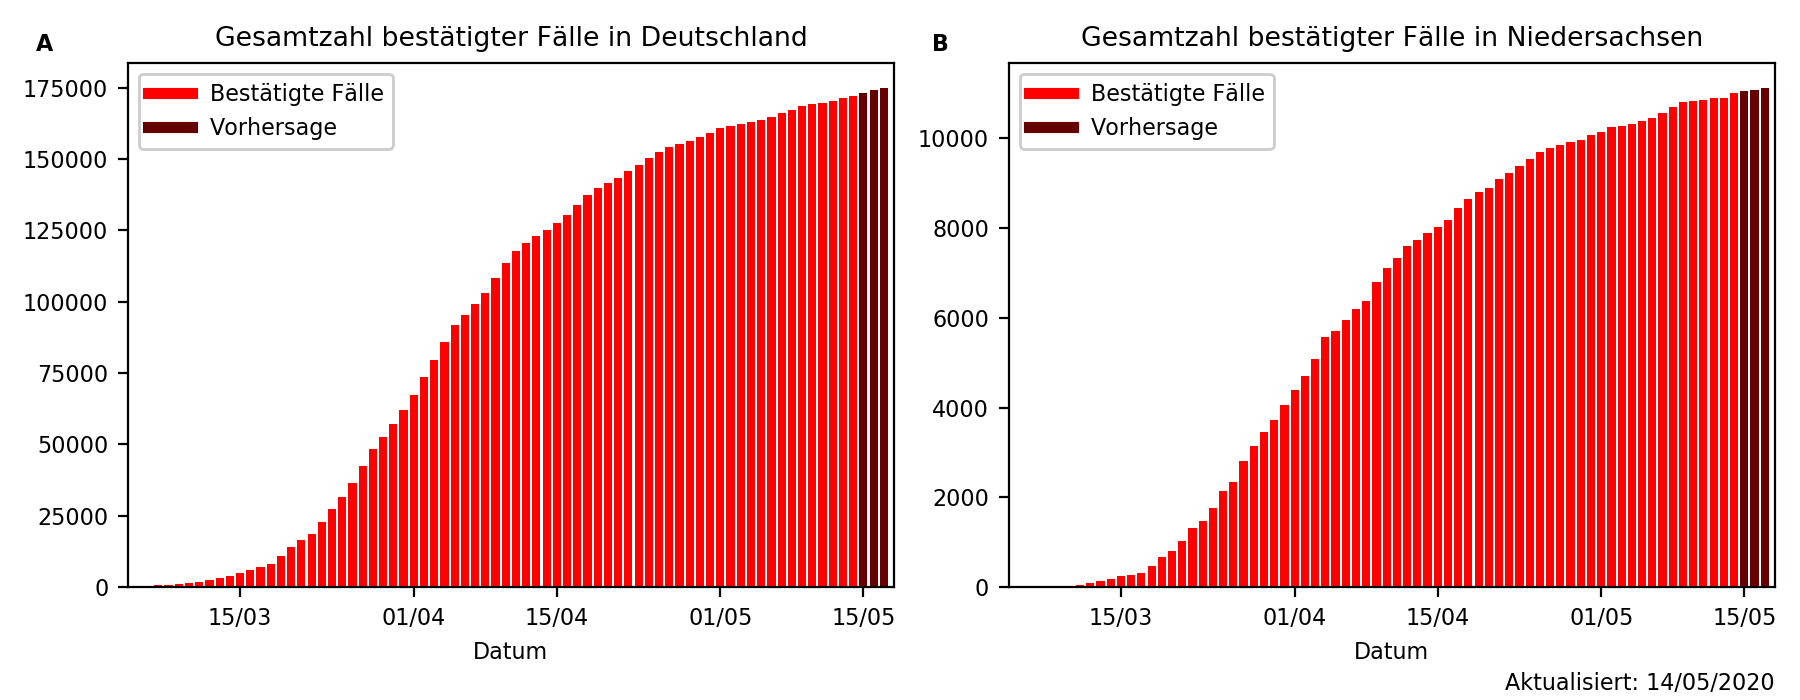 A
Gesamtzahl bestätigter Fälle in Deutschland
Bestätigte Fälle
Vorhersage
175000
150000
125000
100000
75000
50000
25000
0
15/03
01/04
15/04
01/05
15/05
Datum
B
Gesamtzahl bestätigter Fälle in Niedersachsen
Bestätigte Fälle
Vorhersage
10000
8000
6000
4000
2000
0
15/03
01/04
15/04
01/05
15/05
Datum
Aktualisiert: 14/05/2020